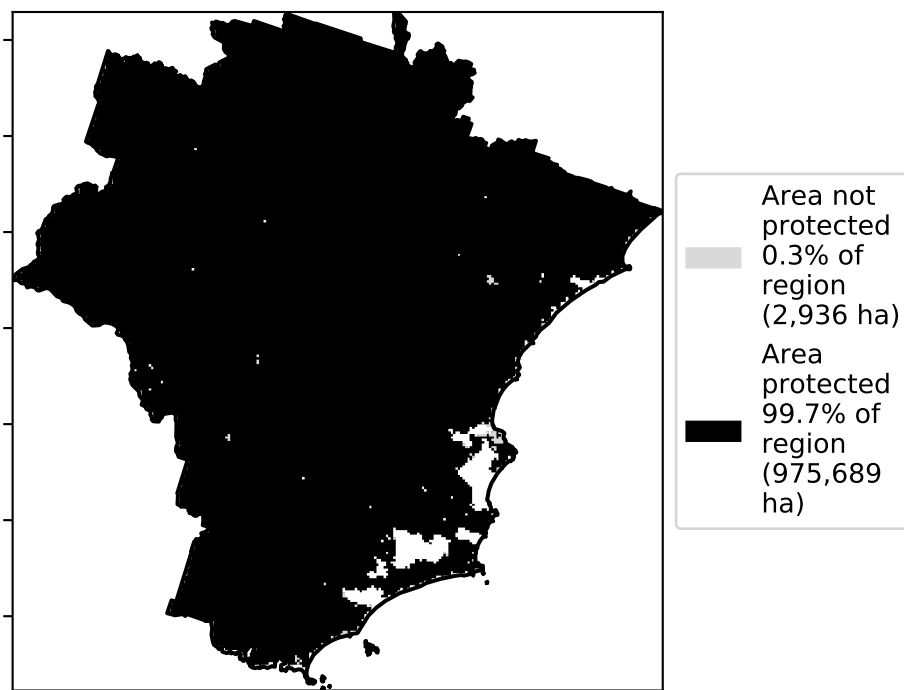 Area not
protected
0.3% of
region
(2,936 ha)
Area
protected
99.7% of
region
(975,689
ha)